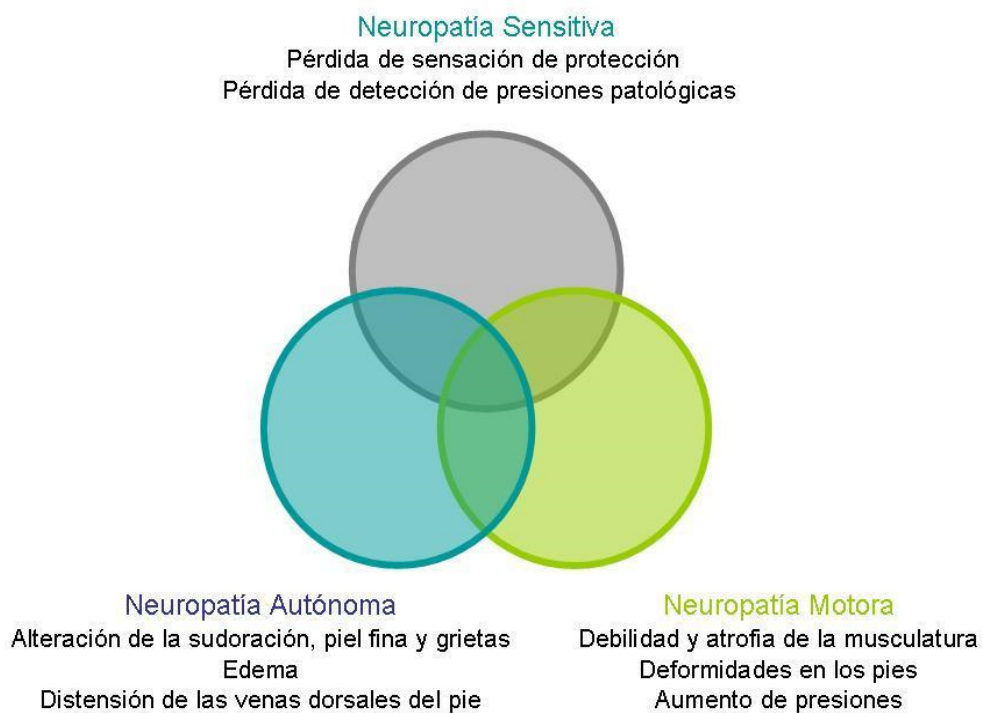 Neuropatía Sensitiva
Pérdida de sensación de protección
Pérdida de detección de presiones patológicas
Neuropatía Autónoma
Alteración de la sudoración, piel fina y grietas
Edema
Distensión de las venas dorsales del pie
Neuropatía Motora
Debilidad y atrofia de la musculatura
Deformidades en los pies
Aumento de presiones